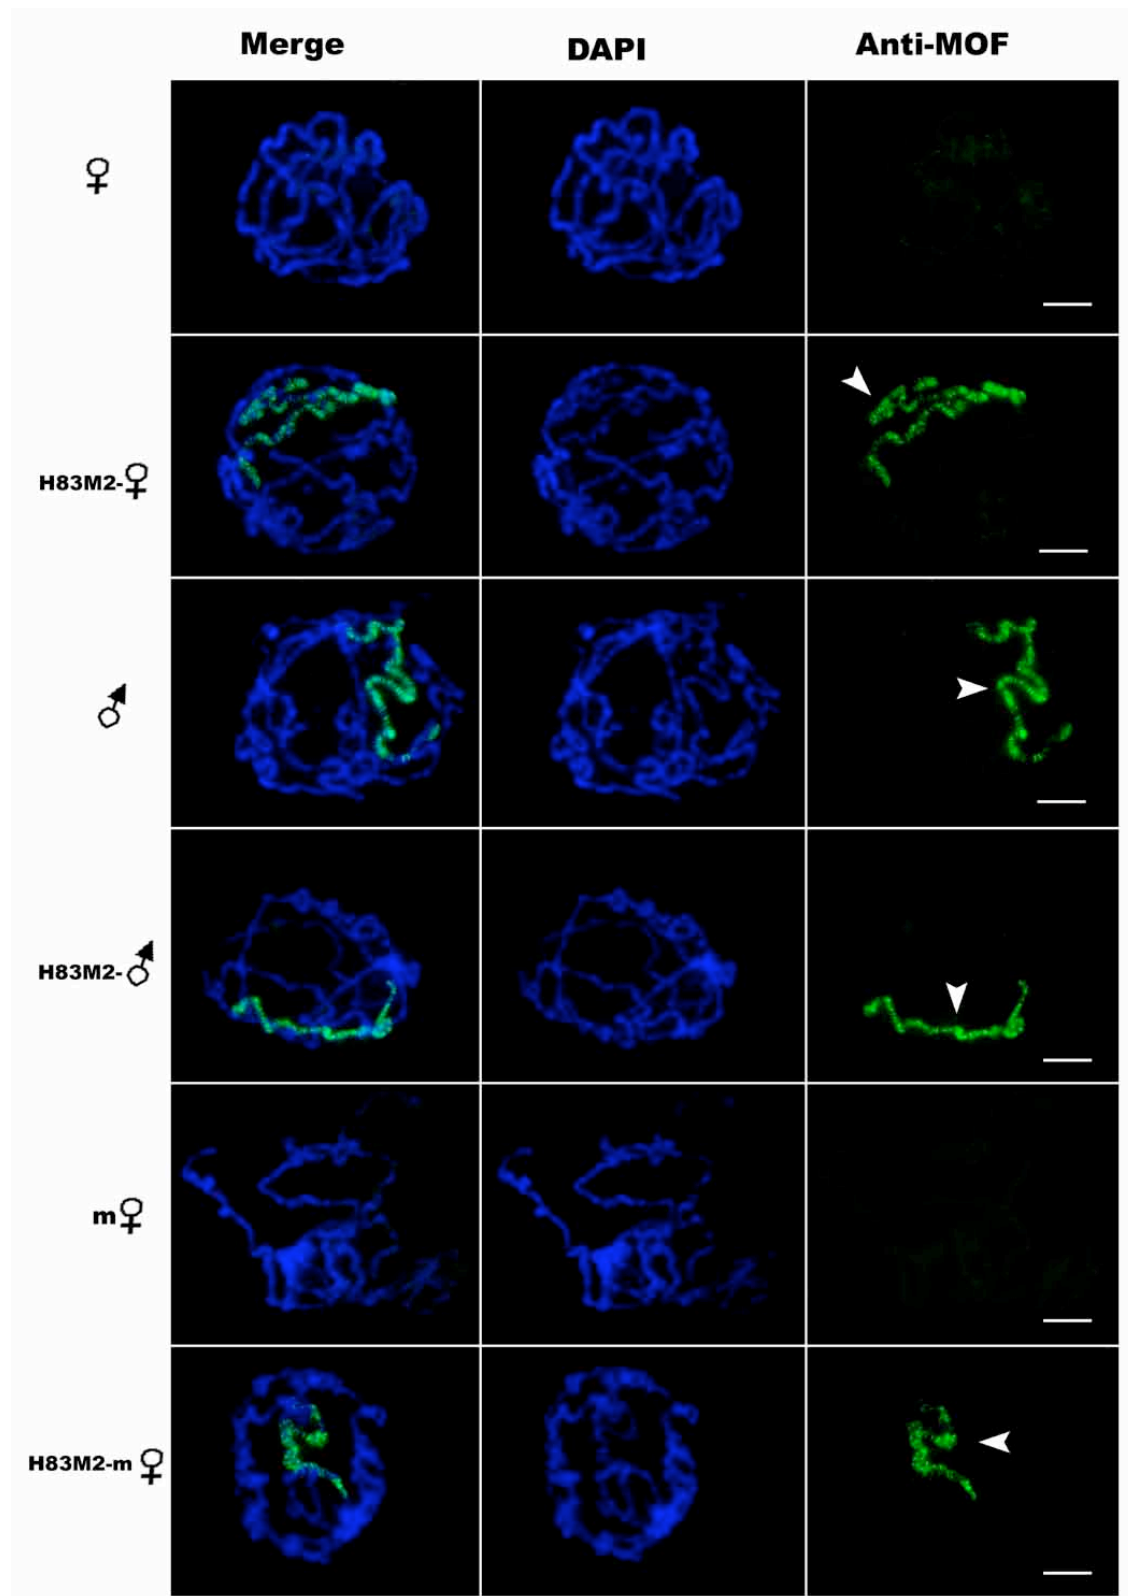 Merge DAPI Anti-MOF
♀
H83M2-♀
♂
H83M2-♂
m♀
H83M2-m ♀